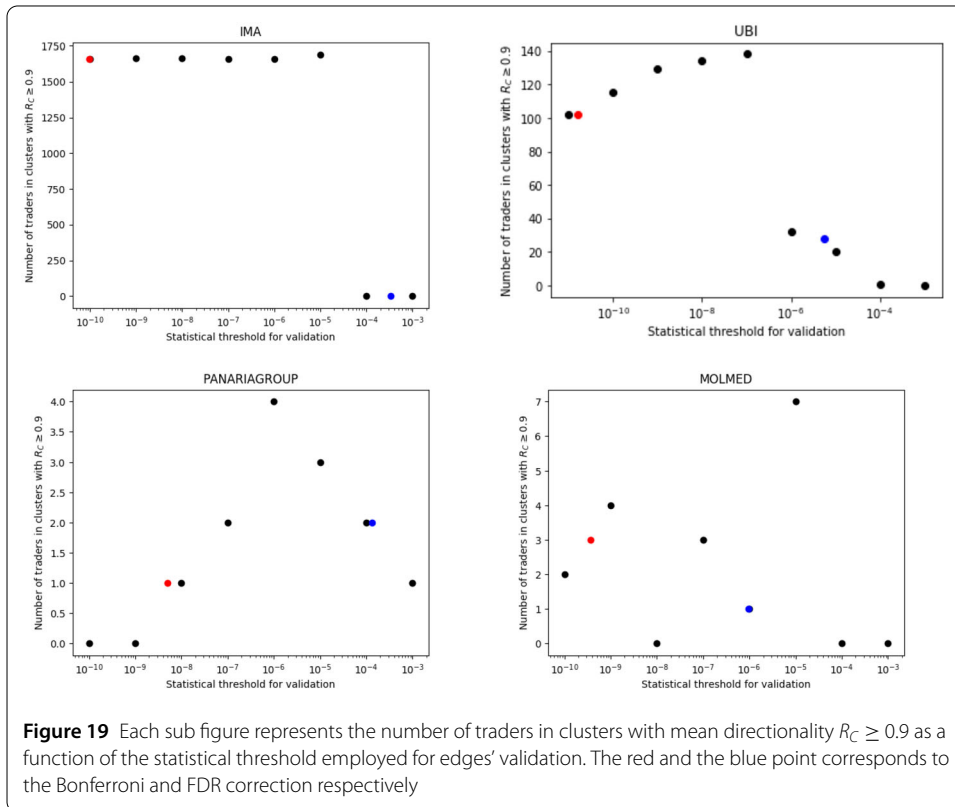 IMA
Number of traders in clusters with R_C ≥ 0.9
1750
1500
1250
1000
750
500
250
0
10⁻¹⁰ 10⁻⁹ 10⁻⁸ 10⁻⁷ 10⁻⁶ 10⁻⁵ 10⁻⁴ 10⁻³
Statistical threshold for validation
UBI
Number of traders in clusters with R_C ≥ 0.9
140
120
100
80
60
40
20
0
10⁻¹⁰ 10⁻⁸ 10⁻⁶ 10⁻⁴
Statistical threshold for validation
PANARIAGROUP
Number of traders in clusters with R_C ≥ 0.9
4.0
3.5
3.0
2.5
2.0
1.5
1.0
0.5
0.0
10⁻¹⁰ 10⁻⁹ 10⁻⁸ 10⁻⁷ 10⁻⁶ 10⁻⁵ 10⁻⁴ 10⁻³
Statistical threshold for validation
MOLMED
Number of traders in clusters with R_C ≥ 0.9
7
6
5
4
3
2
1
0
10⁻¹⁰ 10⁻⁹ 10⁻⁸ 10⁻⁷ 10⁻⁶ 10⁻⁵ 10⁻⁴ 10⁻³
Statistical threshold for validation
Figure 19 Each sub figure represents the number of traders in clusters with mean directionality R_C ≥ 0.9 as a
function of the statistical threshold employed for edges' validation. The red and the blue point corresponds to
the Bonferroni and FDR correction respectively